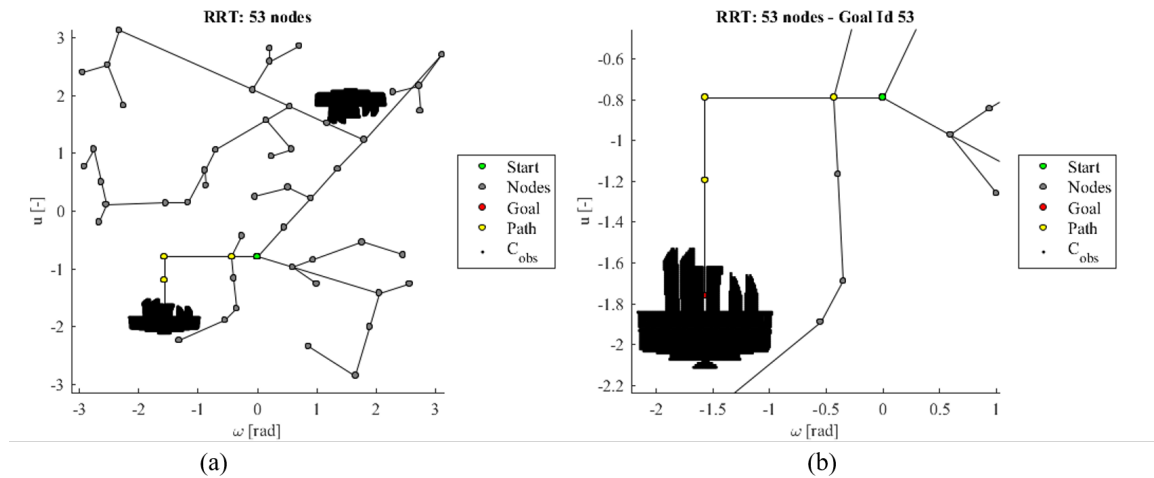 RRT: 53 nodes
3
2
1
0
-1
-2
-3
u [-]
-3 -2 -1 0 1 2 3
ω [rad]
Start
Nodes
Goal
Path
C_obs
(a)
RRT: 53 nodes - Goal Id 53
-0.6
-0.8
-1
-1.2
-1.4
-1.6
-1.8
-2
-2.2
u [-]
-2 -1.5 -1 -0.5 0 0.5 1
ω [rad]
Start
Nodes
Goal
Path
C_obs
(b)